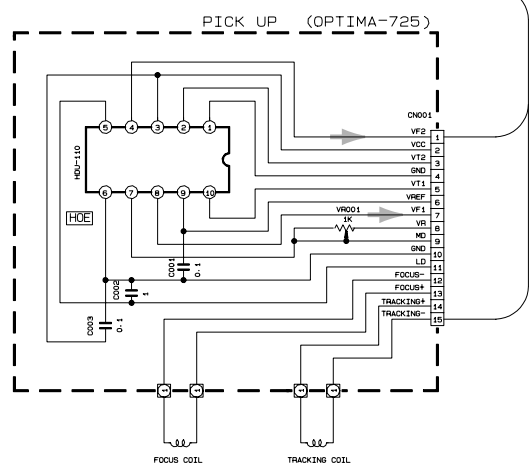 PICK UP (OPTIMA-725)
CN001
5 4 3 2 1
HDU-110
6 7 8 9 10
HOE
VF2 1
VCC 2
VT2 3
GND 4
VT1 5
VREF 6
VF1 7
VR 8
MD 9
GND 10
LD 11
FOCUS- 12
FOCUS+ 13
TRACKING+ 14
TRACKING- 15
VR001
1K
C001
0.1
C002
1
C003
0.1
FOCUS COIL
TRACKING COIL